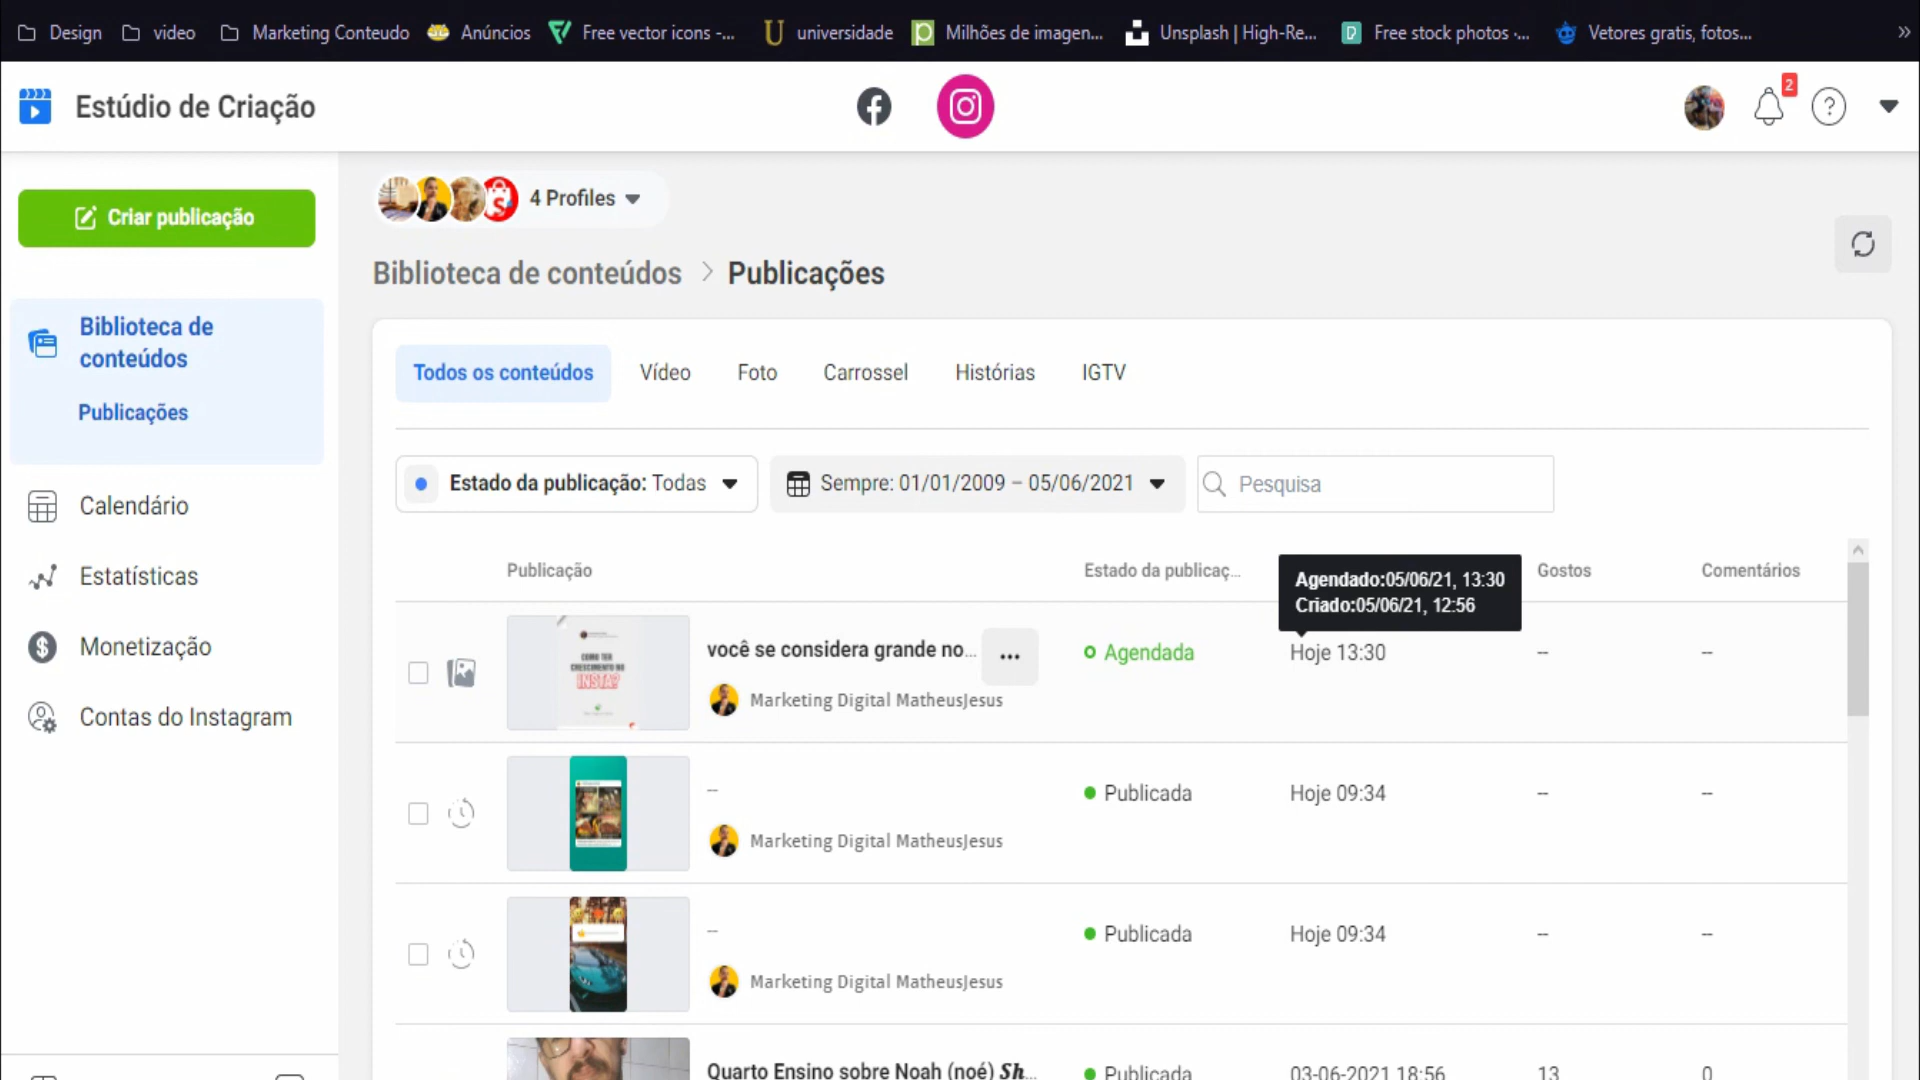 Design video Marketing Conteudo Anúncios Free vector icons -... universidade Milhões de imagen... Unsplash | High-Re... Free stock photos ·... Vetores gratis, fotos... »
Estúdio de Criação
2
?
Criar publicação
4 Profiles
Biblioteca de conteúdos > Publicações
Biblioteca de
conteúdos
Publicações
Calendário
Estatísticas
Monetização
Contas do Instagram
Todos os conteúdos Vídeo Foto Carrossel Histórias IGTV
Estado da publicação: Todas Sempre: 01/01/2009 – 05/06/2021 Pesquisa
Publicação Estado da publicaç... Gostos Comentários
Agendado:05/06/21, 13:30
Criado:05/06/21, 12:56
COMO TER
CRESCIMENTO NO
INSTA?
você se considera grande no... ... Agendada Hoje 13:30 -- --
Marketing Digital MatheusJesus
-- Publicada Hoje 09:34 -- --
Marketing Digital MatheusJesus
-- Publicada Hoje 09:34 -- --
Marketing Digital MatheusJesus
Quarto Ensino sobre Noah (noé) Sh... Publicada 03-06-2021 18:56 13 0